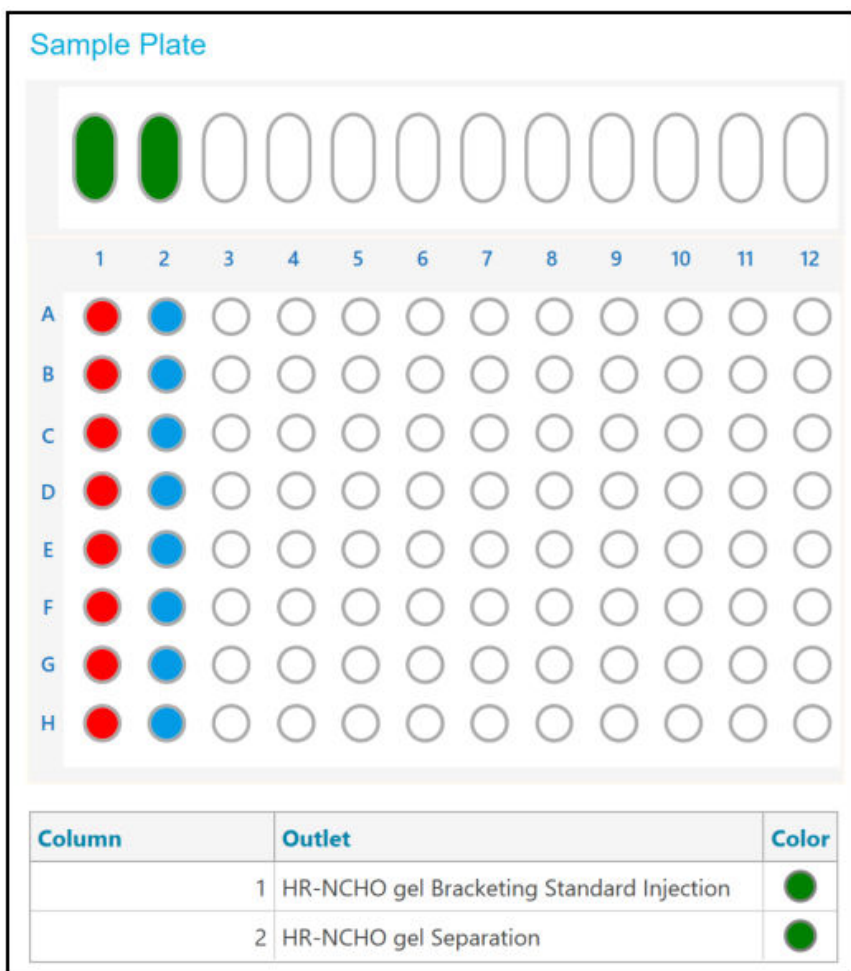 Sample Plate
1 2 3 4 5 6 7 8 9 10 11 12
A
B
C
D
E
F
G
H
Column Outlet Color
1 HR-NCHO gel Bracketing Standard Injection
2 HR-NCHO gel Separation